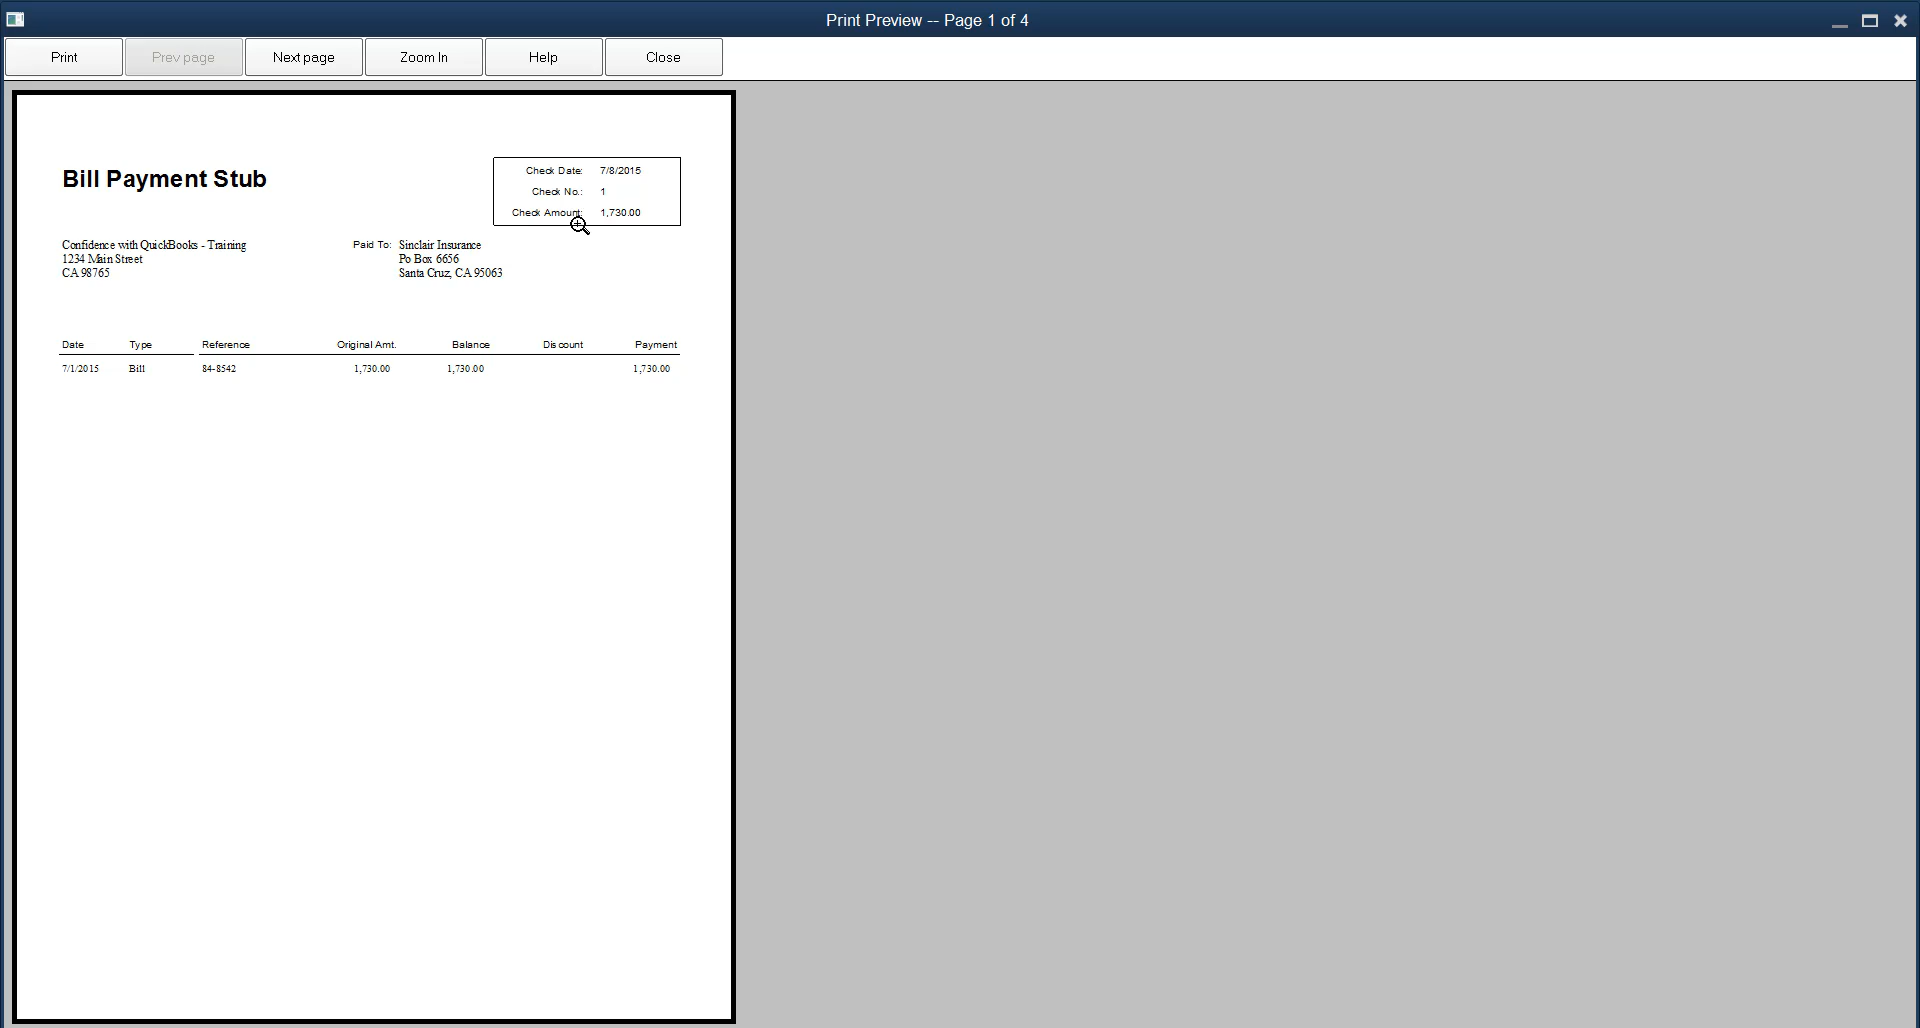 Print Preview -- Page 1 of 4
Print Prev page Next page Zoom In Help Close
Bill Payment Stub
Check Date: 7/8/2015
Check No.: 1
Check Amount: 1,730.00
Confidence with QuickBooks - Training
1234 Main Street
CA 98765
Paid To: Sinclair Insurance
Po Box 6656
Santa Cruz, CA 95063
Date Type Reference Original Amt. Balance Discount Payment
7/1/2015 Bill 84-8542 1,730.00 1,730.00 1,730.00